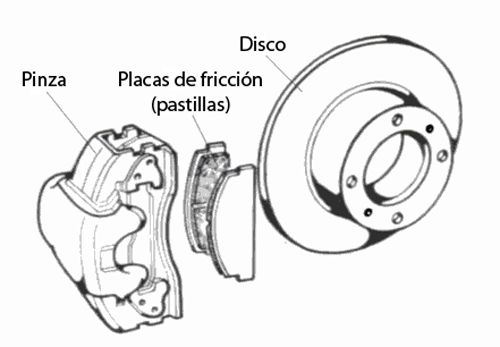 Disco
Pinza
Placas de fricción
(pastillas)